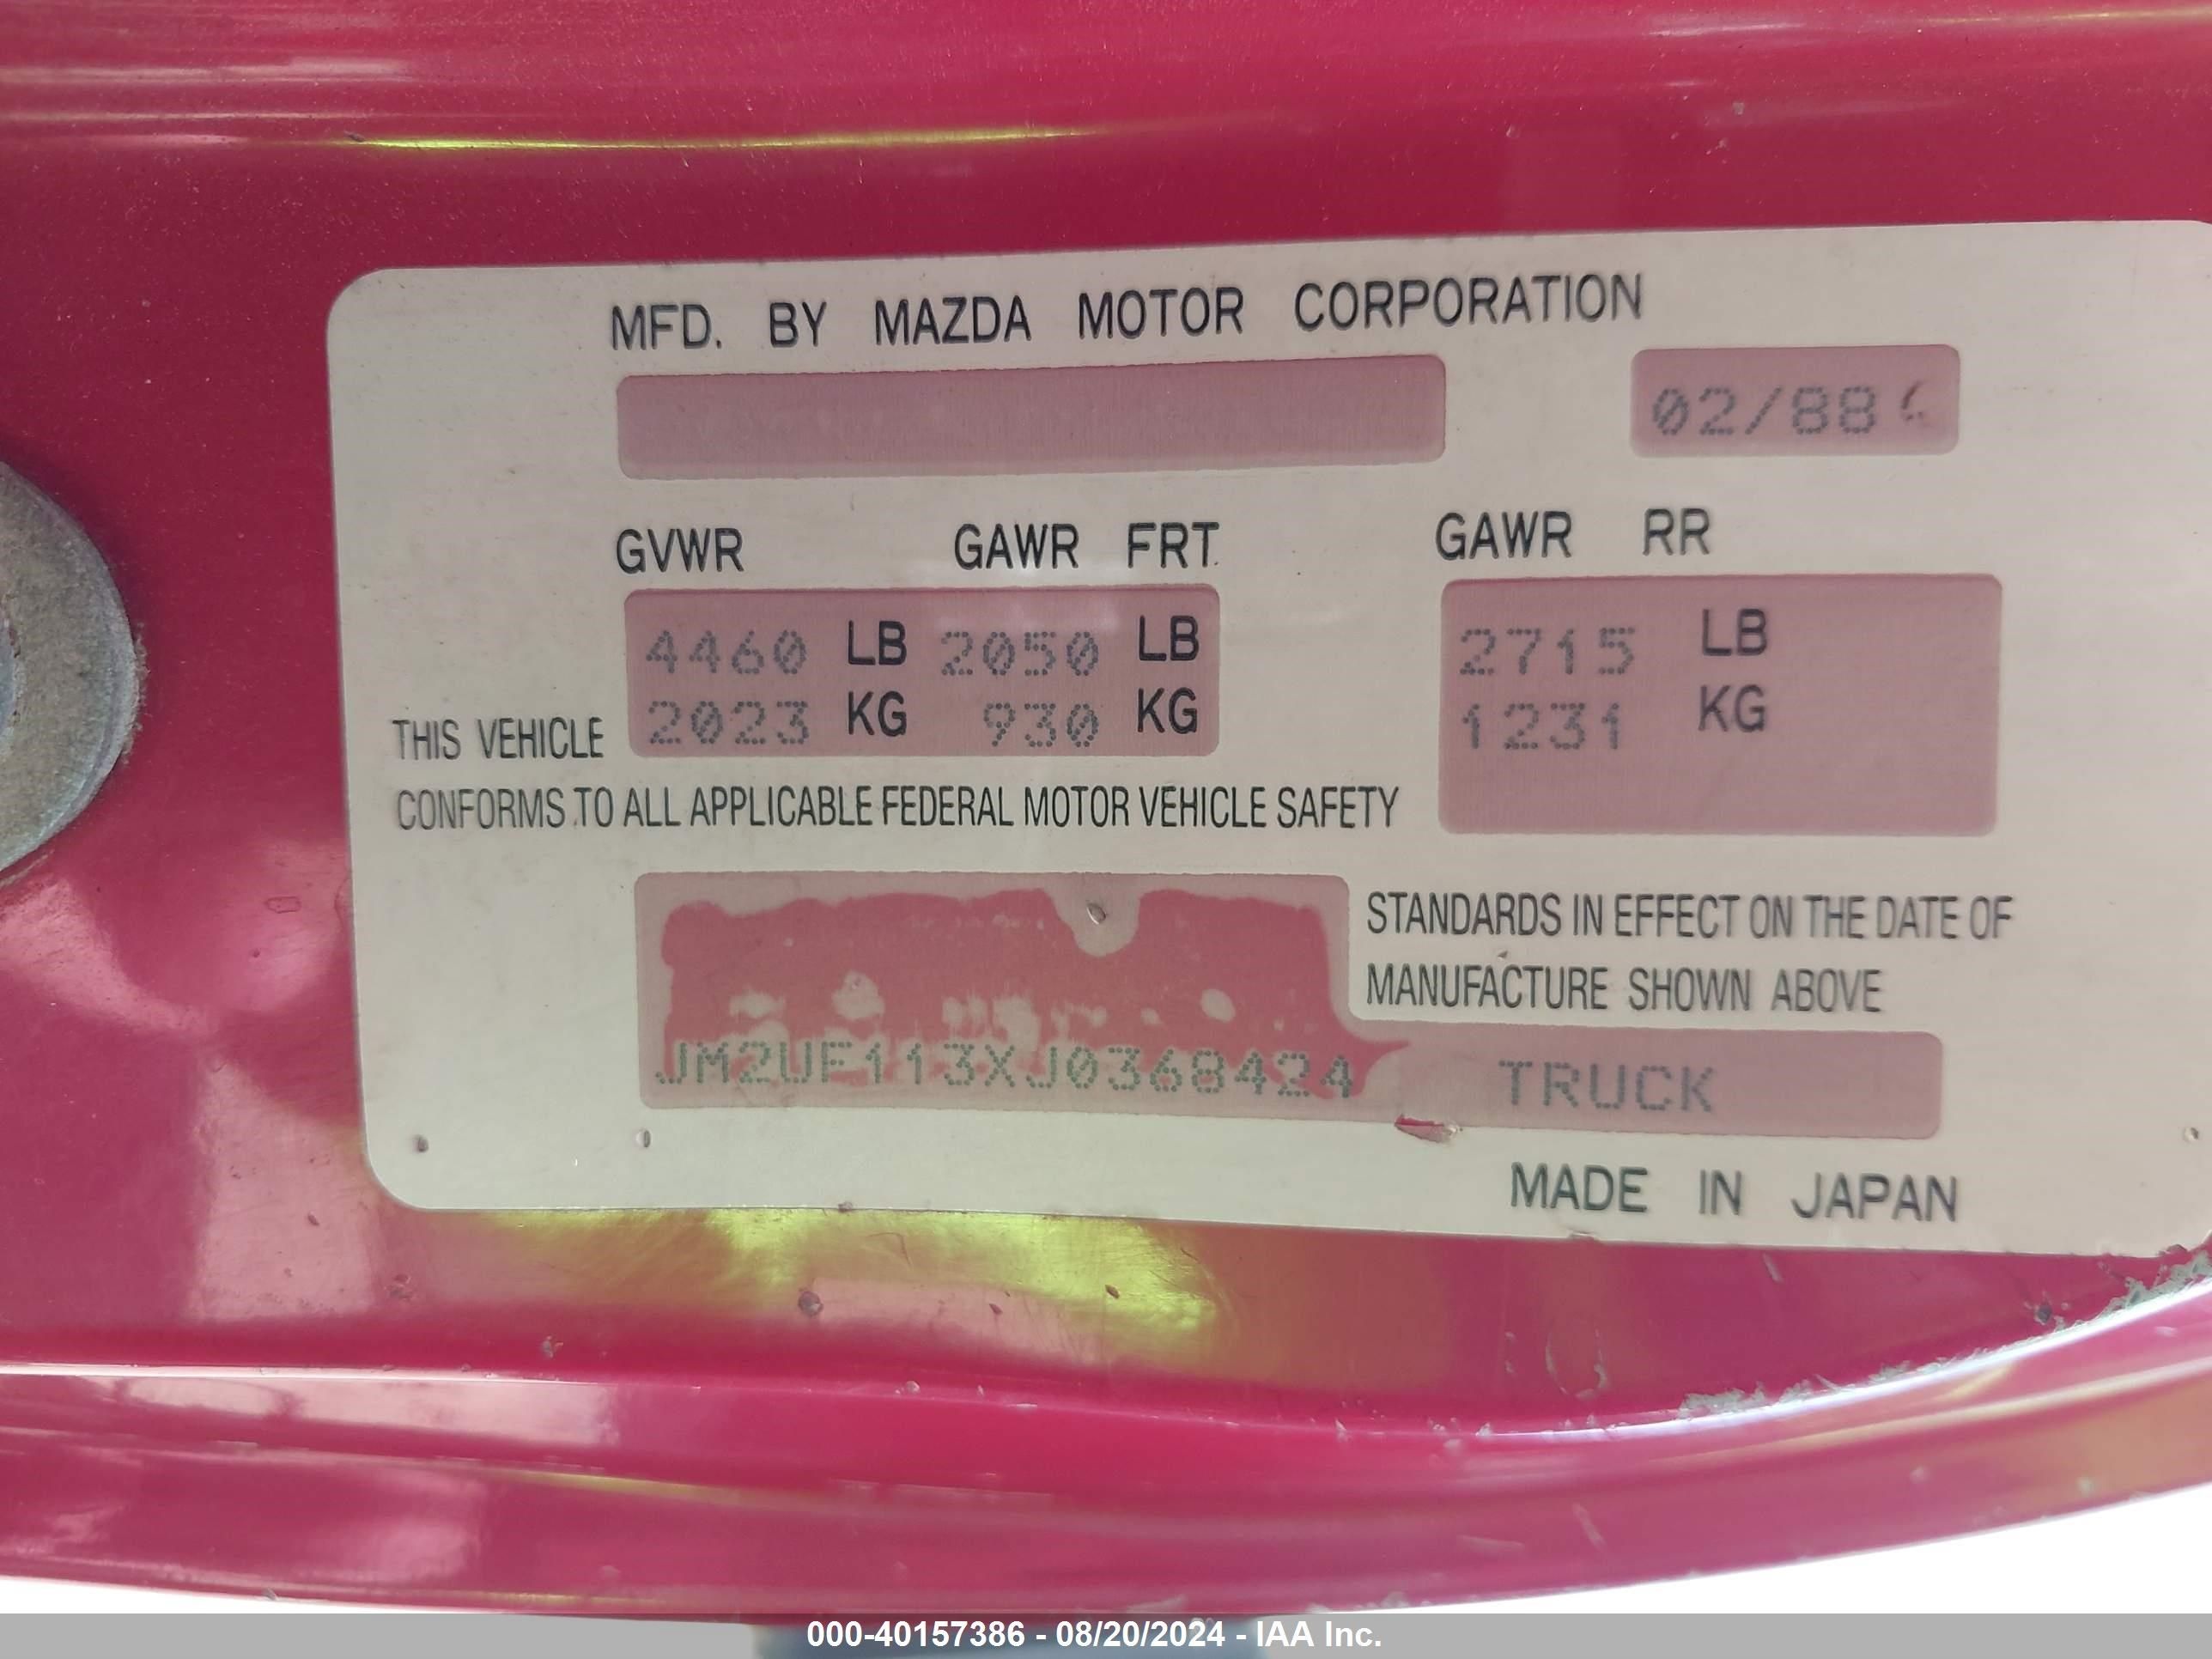 MFD. BY MAZDA MOTOR CORPORATION
02/88
GVWR GAWR FRT. GAWR RR
4460 LB 2050 LB 2715 LB
2023 KG 930 KG 1231 KG
THIS VEHICLE
CONFORMS TO ALL APPLICABLE FEDERAL MOTOR VEHICLE SAFETY
STANDARDS IN EFFECT ON THE DATE OF
MANUFACTURE SHOWN ABOVE
JM2UF113XJ0368424 TRUCK
MADE IN JAPAN
000-40157386 - 08/20/2024 - IAA Inc.